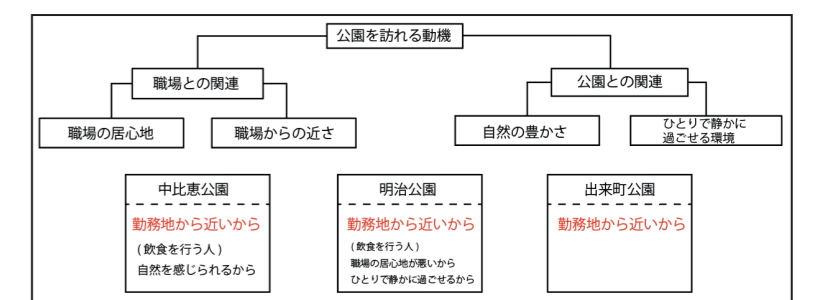 公園を訪れる動機
職場との関連
公園との関連
職場の居心地
職場からの近さ
自然の豊かさ
ひとりで静かに
過ごせる環境
中比恵公園
勤務地から近いから
(飲食を行う人)
自然を感じられるから
明治公園
勤務地から近いから
(飲食を行う人)
職場の居心地が悪いから
ひとりで静かに過ごせるから
出来町公園
勤務地から近いから